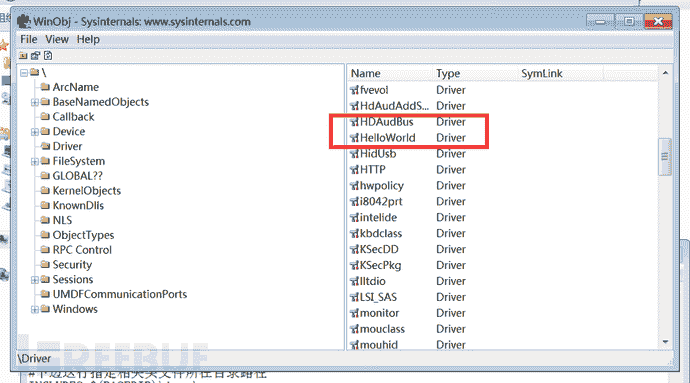 WinObj - Sysinternals: www.sysinternals.com
File View Help
\
ArcName
BaseNamedObjects
Callback
Device
Driver
FileSystem
GLOBAL??
KernelObjects
KnownDlls
NLS
ObjectTypes
RPC Control
Security
Sessions
UMDFCommunicationPorts
Windows
Name Type SymLink
fvevol Driver
HdAudAddS... Driver
HDAudBus Driver
HelloWorld Driver
HidUsb Driver
HTTP Driver
hwpolicy Driver
i8042prt Driver
intelide Driver
kbdclass Driver
KSecDD Driver
KSecPkg Driver
lltdio Driver
LSI_SAS Driver
monitor Driver
mouclass Driver
mouhid Driver
REEBUF
\Driver